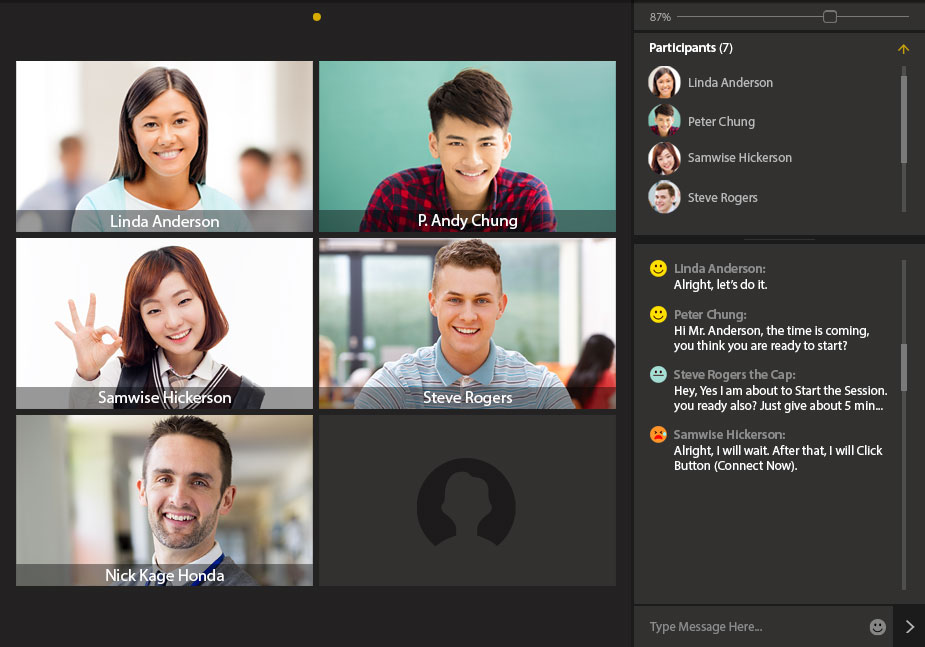 87%
Participants (7)
Linda Anderson
Peter Chung
Samwise Hickerson
Steve Rogers
Linda Anderson
P. Andy Chung
Samwise Hickerson
Steve Rogers
Nick Kage Honda
Linda Anderson:
Alright, let’s do it.
Peter Chung:
Hi Mr. Anderson, the time is coming,
you think you are ready to start?
Steve Rogers the Cap:
Hey, Yes I am about to Start the Session.
you ready also? Just give about 5 min...
Samwise Hickerson:
Alright, I will wait. After that, I will Click
Button (Connect Now).
Type Message Here...